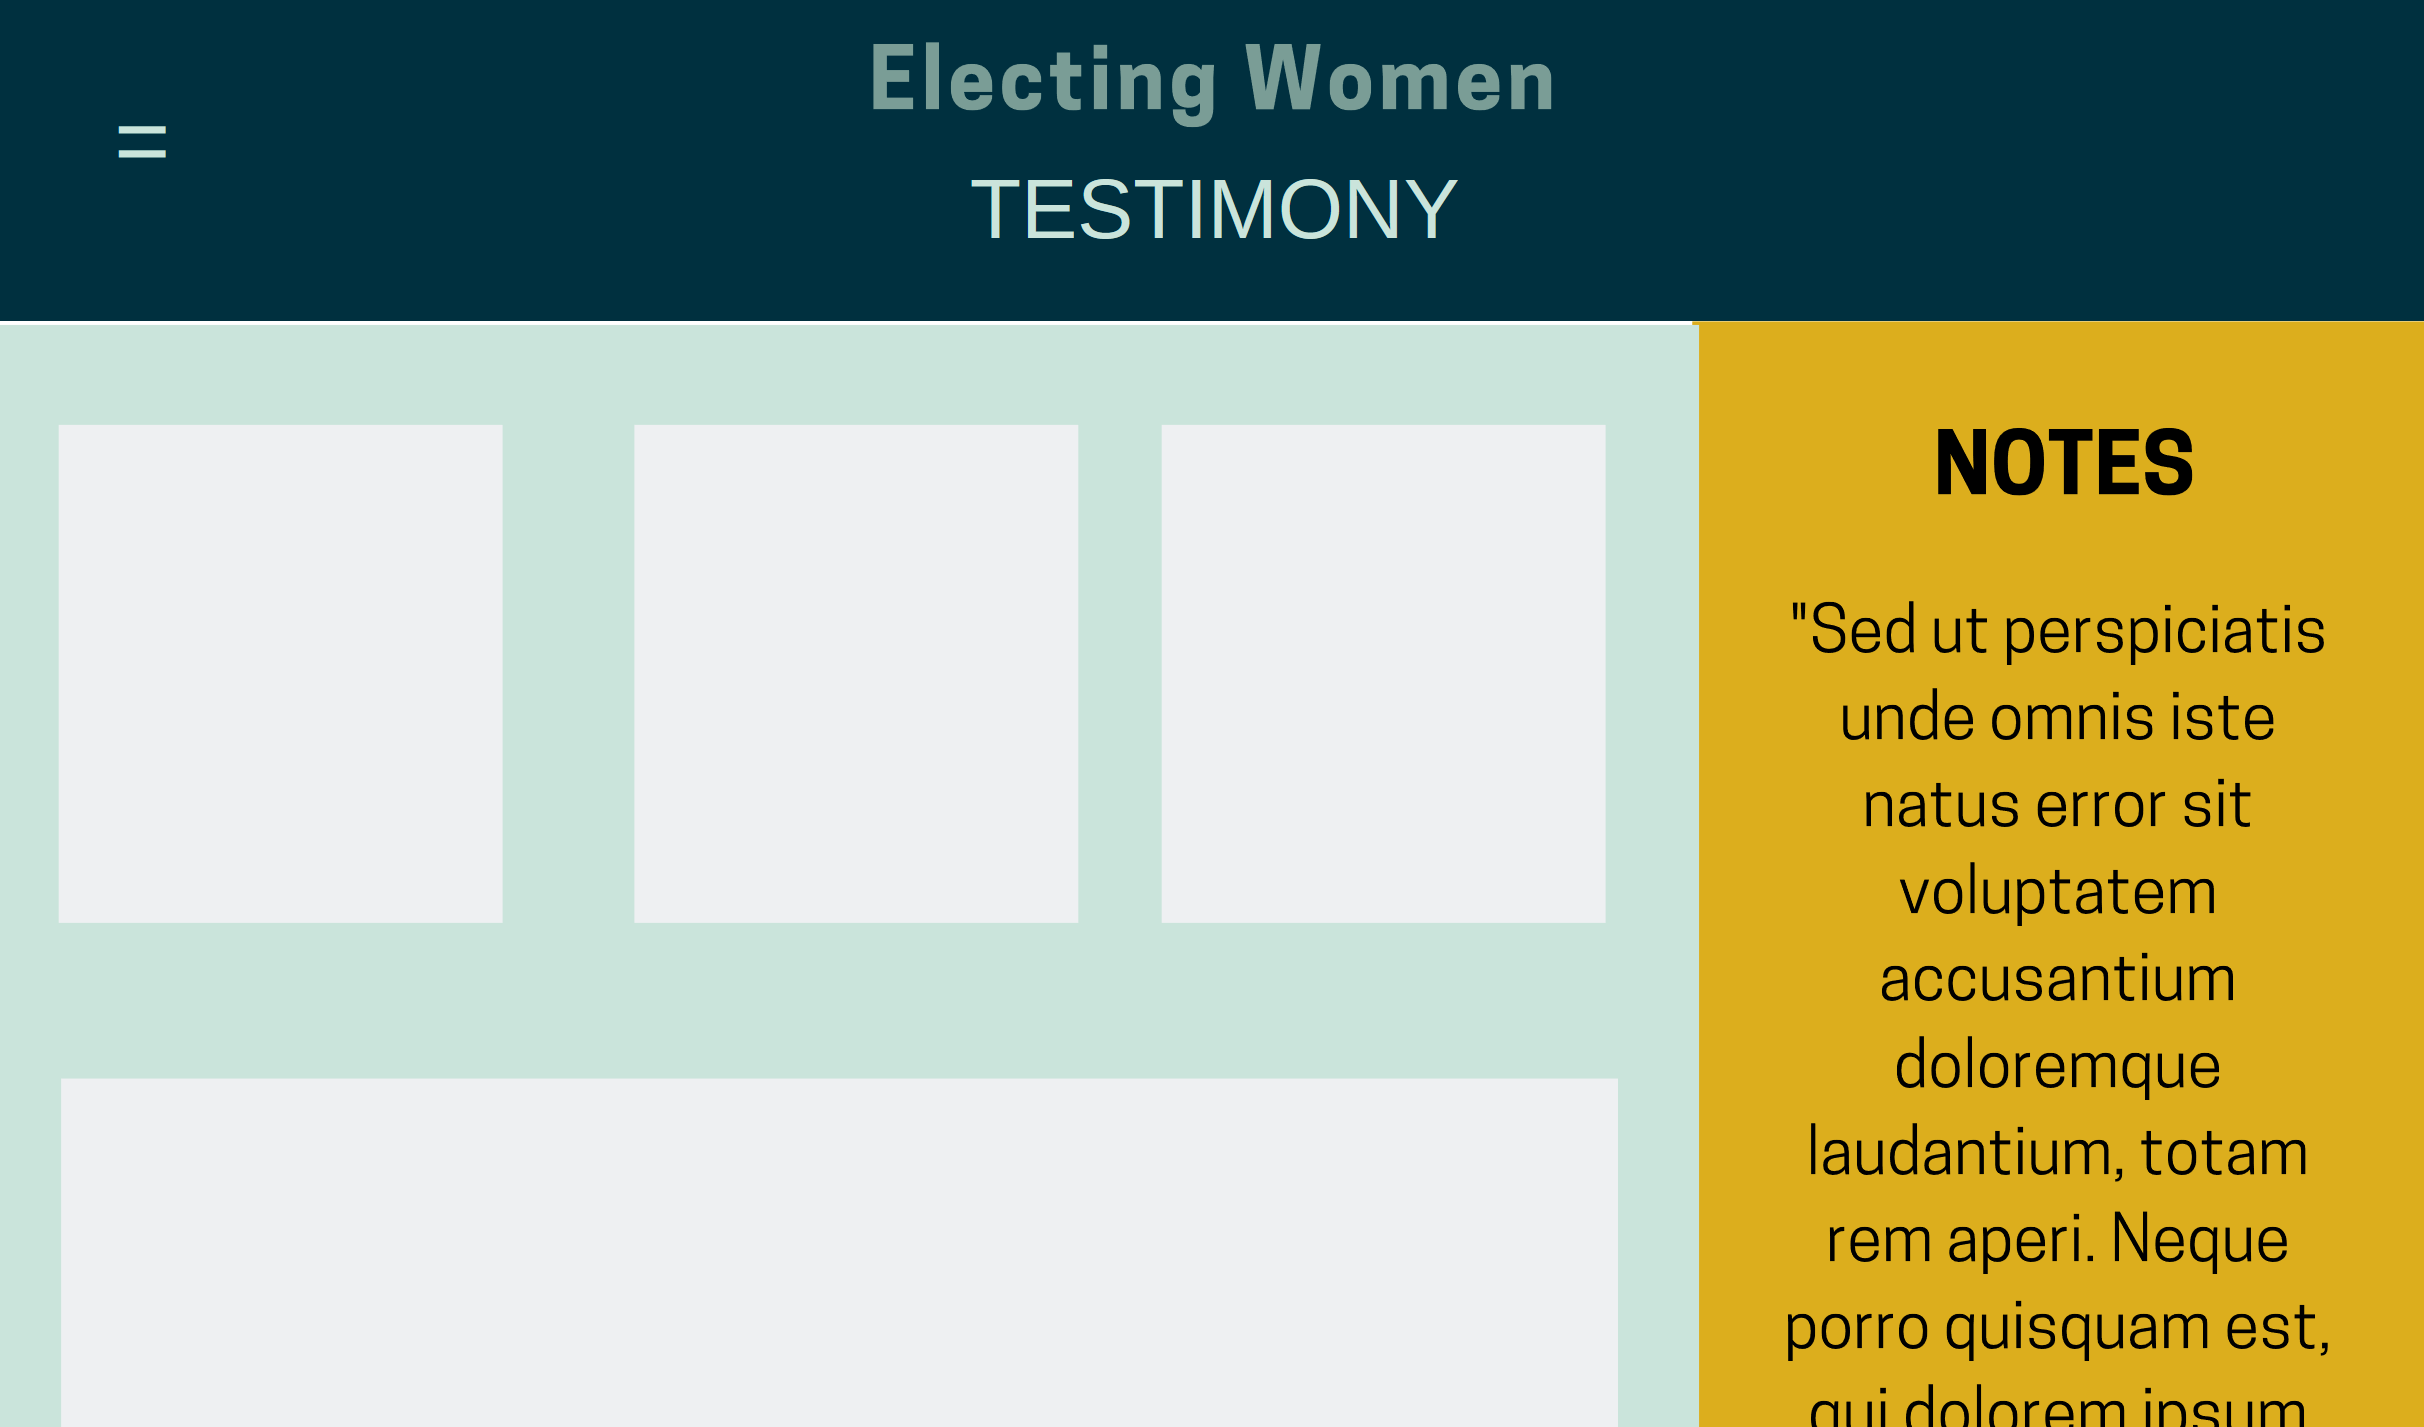 Electing Women
TESTIMONY
NOTES
"Sed ut perspiciatis
unde omnis iste
natus error sit
voluptatem
accusantium
doloremque
laudantium, totam
rem aperi. Neque
porro quisquam est,
qui dolorem ipsum